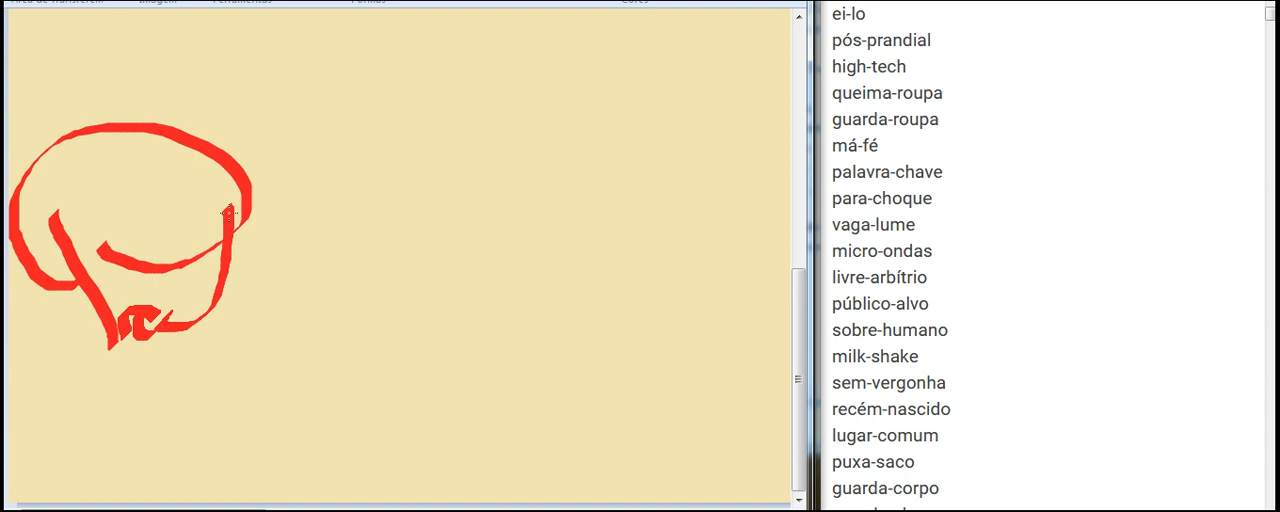 ei-lo
pós-prandial
high-tech
queima-roupa
guarda-roupa
má-fé
palavra-chave
para-choque
vaga-lume
micro-ondas
livre-arbítrio
público-alvo
sobre-humano
milk-shake
sem-vergonha
recém-nascido
lugar-comum
puxa-saco
guarda-corpo